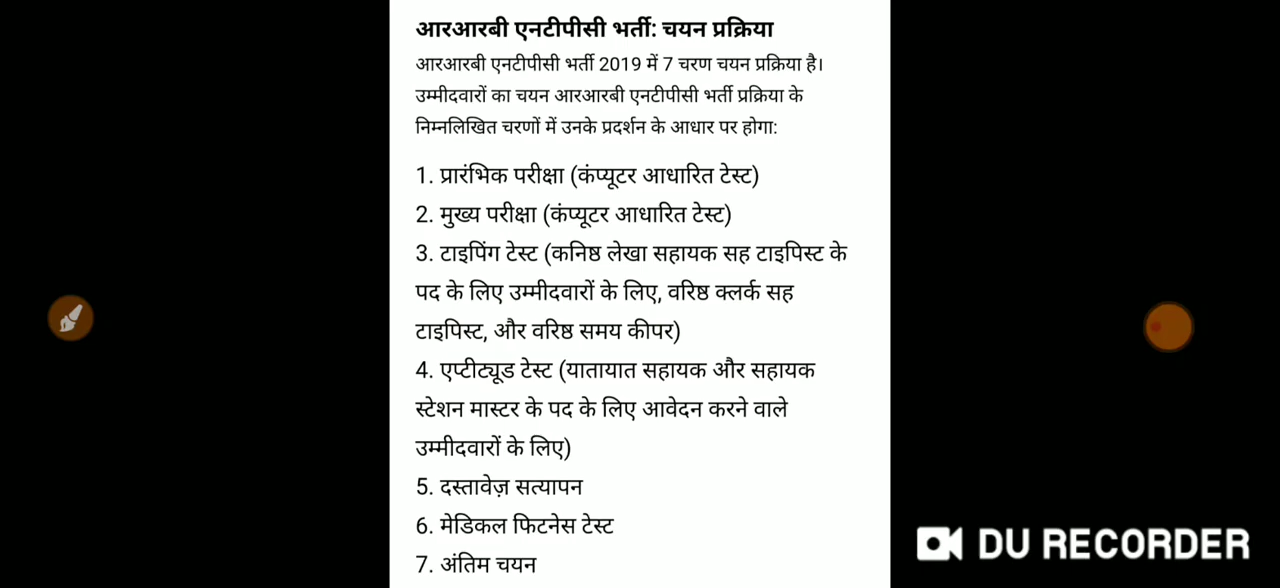 आरआरबी एनटीपीसी भर्ती: चयन प्रक्रिया
आरआरबी एनटीपीसी भर्ती 2019 में 7 चरण चयन प्रक्रिया है।
उम्मीदवारों का चयन आरआरबी एनटीपीसी भर्ती प्रक्रिया के
निम्नलिखित चरणों में उनके प्रदर्शन के आधार पर होगा:
1. प्रारंभिक परीक्षा (कंप्यूटर आधारित टेस्ट)
2. मुख्य परीक्षा (कंप्यूटर आधारित टेस्ट)
3. टाइपिंग टेस्ट (कनिष्ठ लेखा सहायक सह टाइपिस्ट के
पद के लिए उम्मीदवारों के लिए, वरिष्ठ क्लर्क सह
टाइपिस्ट, और वरिष्ठ समय कीपर)
4. एप्टीट्यूड टेस्ट (यातायात सहायक और सहायक
स्टेशन मास्टर के पद के लिए आवेदन करने वाले
उम्मीदवारों के लिए)
5. दस्तावेज़ सत्यापन
6. मेडिकल फिटनेस टेस्ट
7. अंतिम चयन
DU RECORDER